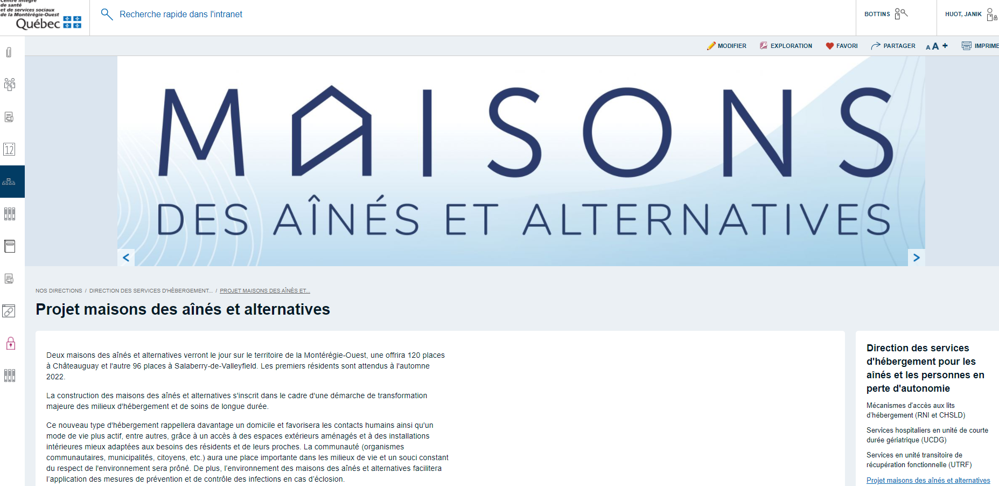 Centre intégré
de santé
et de services sociaux
de la Montérégie-Ouest
Québec
Recherche rapide dans l'intranet
BOTTINS
HUOT, JANIK
MODIFIER
EXPLORATION
FAVORI
PARTAGER
A A +
IMPRIME
12
MAISONS
DES AÎNÉS ET ALTERNATIVES
< >
NOS DIRECTIONS / DIRECTION DES SERVICES D'HÉBERGEMENT... / PROJET MAISONS DES AÎNÉS ET...
Projet maisons des aînés et alternatives
Deux maisons des aînés et alternatives verront le jour sur le territoire de la Montérégie-Ouest, une offrira 120 places
à Châteauguay et l'autre 96 places à Salaberry-de-Valleyfield. Les premiers résidents sont attendus à l'automne
2022.
La construction des maisons des aînés et alternatives s'inscrit dans le cadre d'une démarche de transformation
majeure des milieux d'hébergement et de soins de longue durée.
Ce nouveau type d'hébergement rappellera davantage un domicile et favorisera les contacts humains ainsi qu'un
mode de vie plus actif, entre autres, grâce à un accès à des espaces extérieurs aménagés et à des installations
intérieures mieux adaptées aux besoins des résidents et de leurs proches. La communauté (organismes
communautaires, municipalités, citoyens, etc.) aura une place importante dans les milieux de vie et un souci constant
du respect de l'environnement sera prôné. De plus, l'environnement des maisons des aînés et alternatives facilitera
l'application des mesures de prévention et de contrôle des infections en cas d'éclosion.
Direction des services
d'hébergement pour les
aînés et les personnes en
perte d'autonomie
Mécanismes d'accès aux lits
d'hébergement (RNI et CHSLD)
Services hospitaliers en unité de courte
durée gériatrique (UCDG)
Services en unité transitoire de
récupération fonctionnelle (UTRF)
Projet maisons des aînés et alternatives